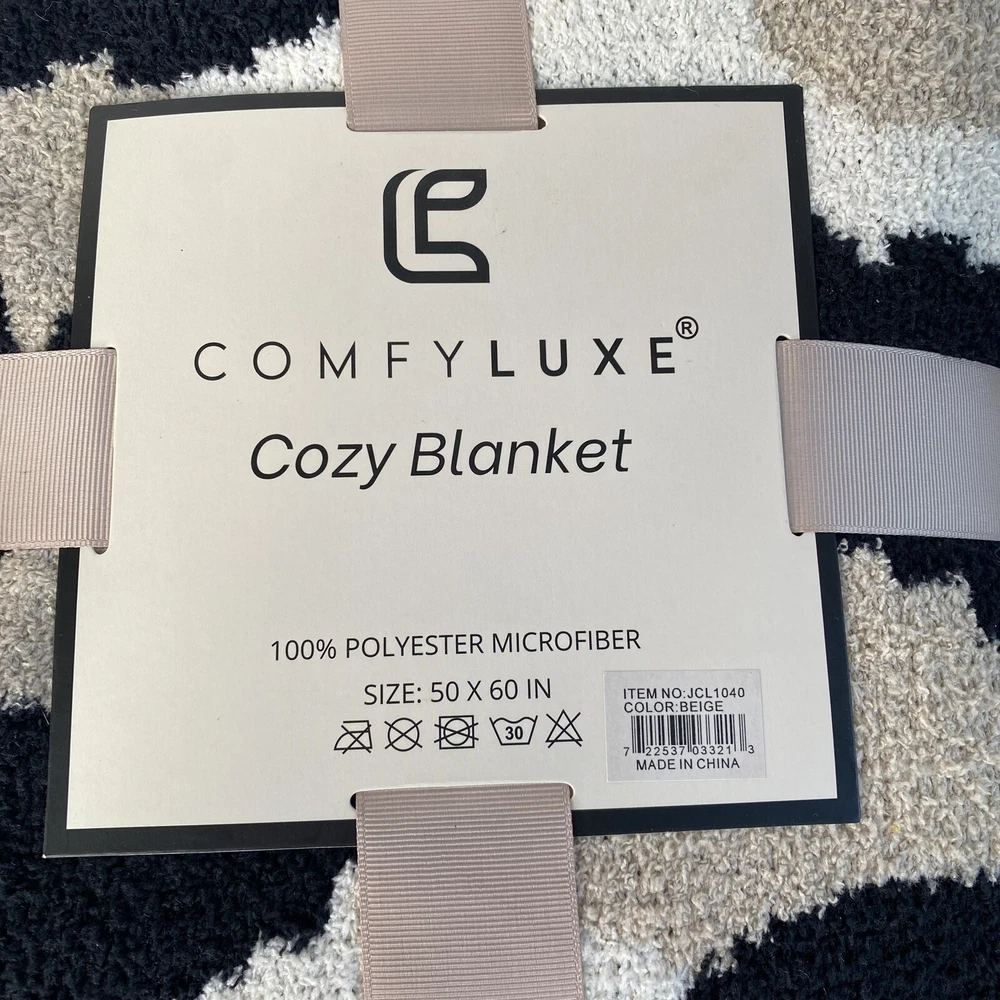 COMFYLUXE®
Cozy Blanket
100% POLYESTER MICROFIBER
SIZE: 50 X 60 IN
30
ITEM NO:JCL1040
COLOR:BEIGE
7 22537 03321 3
MADE IN CHINA